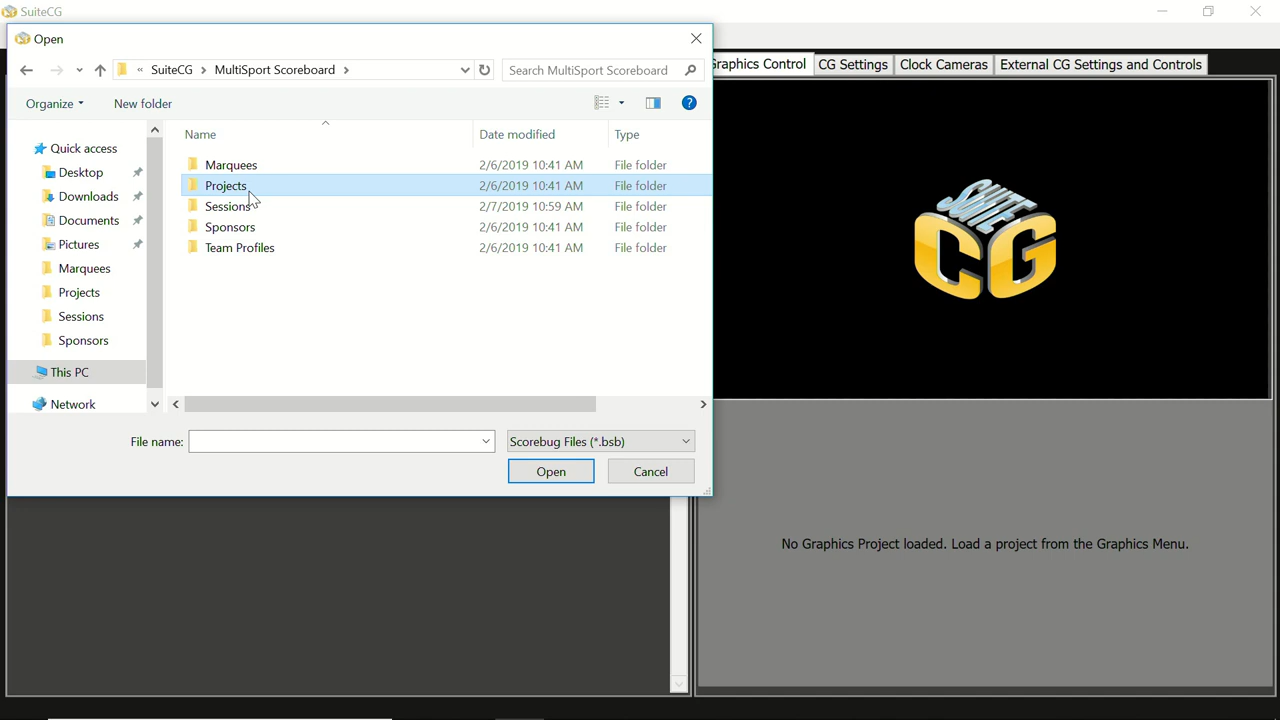 SuiteCG
Open
« SuiteCG > MultiSport Scoreboard >
Search MultiSport Scoreboard
raphics Control
CG Settings
Clock Cameras
External CG Settings and Controls
Organize
New folder
Name
Date modified
Type
Quick access
Desktop
Downloads
Documents
Pictures
Marquees
Projects
Sessions
Sponsors
This PC
Network
Marquees 2/6/2019 10:41 AM File folder
Projects 2/6/2019 10:41 AM File folder
Sessions 2/7/2019 10:59 AM File folder
Sponsors 2/6/2019 10:41 AM File folder
Team Profiles 2/6/2019 10:41 AM File folder
SUITE
CG
File name:
Scorebug Files (*.bsb)
Open
Cancel
No Graphics Project loaded. Load a project from the Graphics Menu.